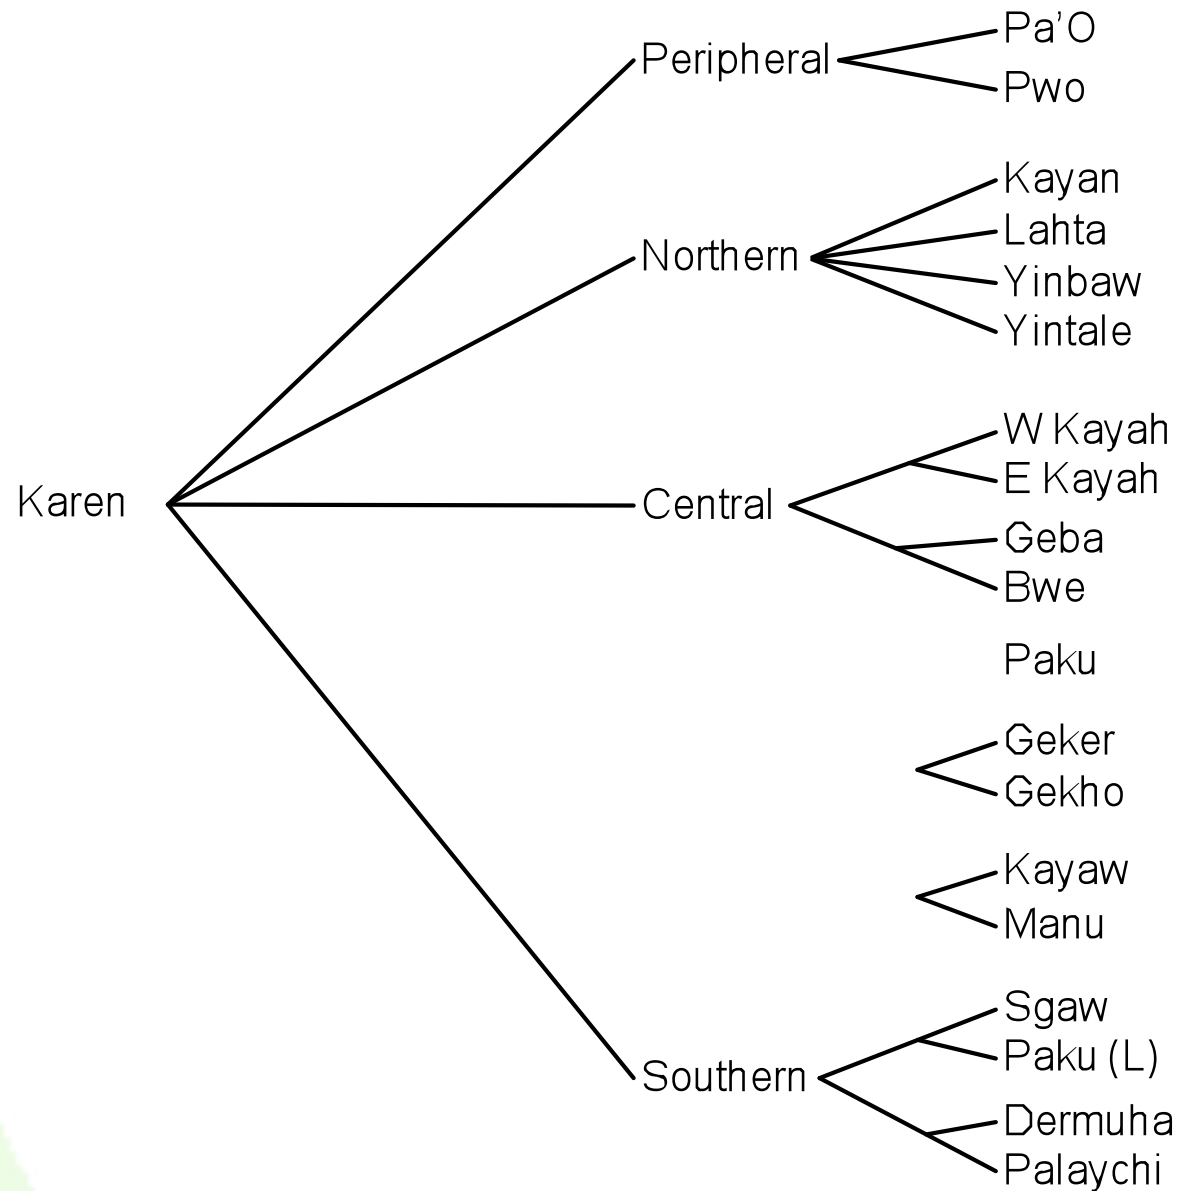 Pa’O
Peripheral
Pwo
Kayan
Lahta
Northern
Yinbaw
Yintale
W Kayah
E Kayah
Karen
Central
Geba
Bwe
Paku
Geker
Gekho
Kayaw
Manu
Sgaw
Paku (L)
Southern
Dermuha
Palaychi